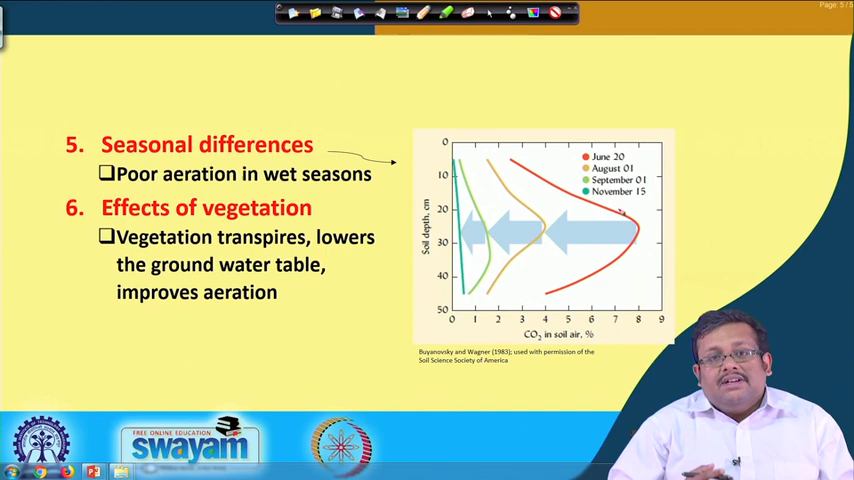 Page: 5/5
5. Seasonal differences
❑Poor aeration in wet seasons
6. Effects of vegetation
❑Vegetation transpires, lowers
the ground water table,
improves aeration
0
10
20
30
40
50
Soil depth, cm
June 20
August 01
September 01
November 15
0 1 2 3 4 5 6 7 8 9
CO2 in soil air, %
Buyanovsky and Wagner (1983); used with permission of the
Soil Science Society of America
FREE ONLINE EDUCATION
swayam